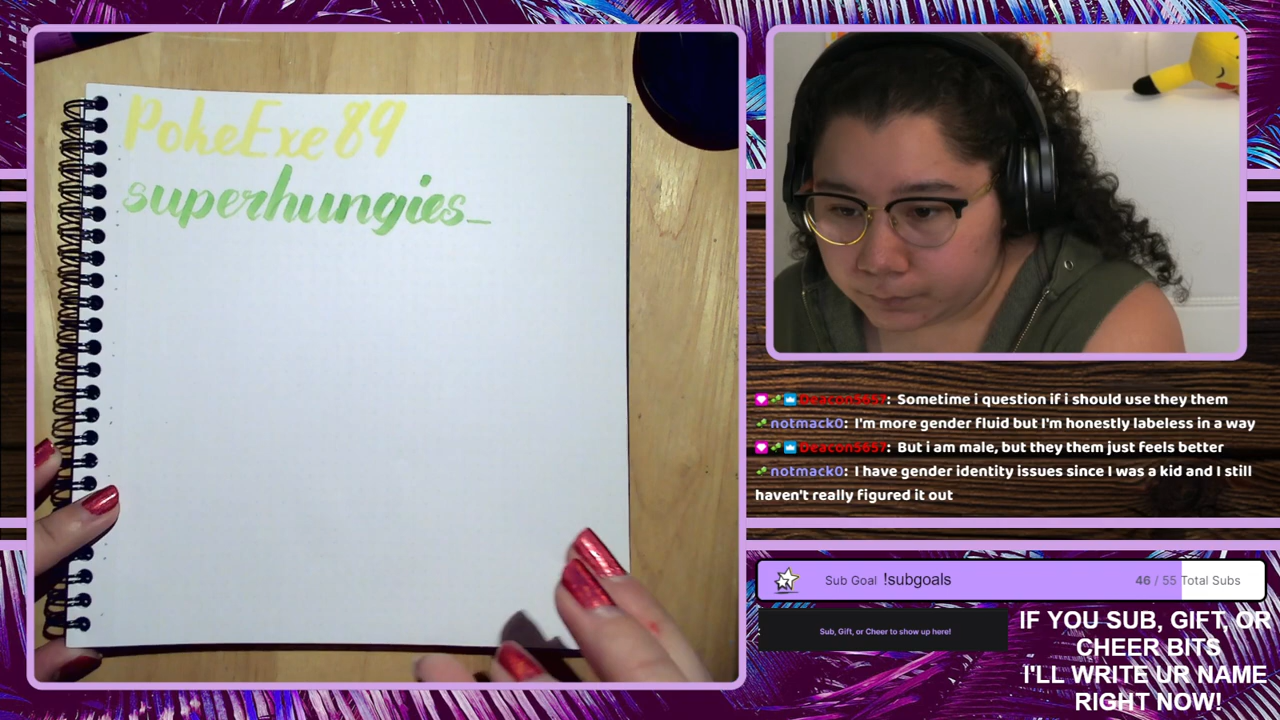 PokeExe89
superhungies_
Deacon5657: Sometime i question if i should use they them
notmack0: I'm more gender fluid but I'm honestly labeless in a way
Deacon5657: But i am male, but they them just feels better
notmack0: I have gender identity issues since I was a kid and I still
haven't really figured it out
Sub Goal !subgoals 46 / 55 Total Subs
Sub, Gift, or Cheer to show up here!
IF YOU SUB, GIFT, OR
CHEER BITS
I'LL WRITE UR NAME
RIGHT NOW!